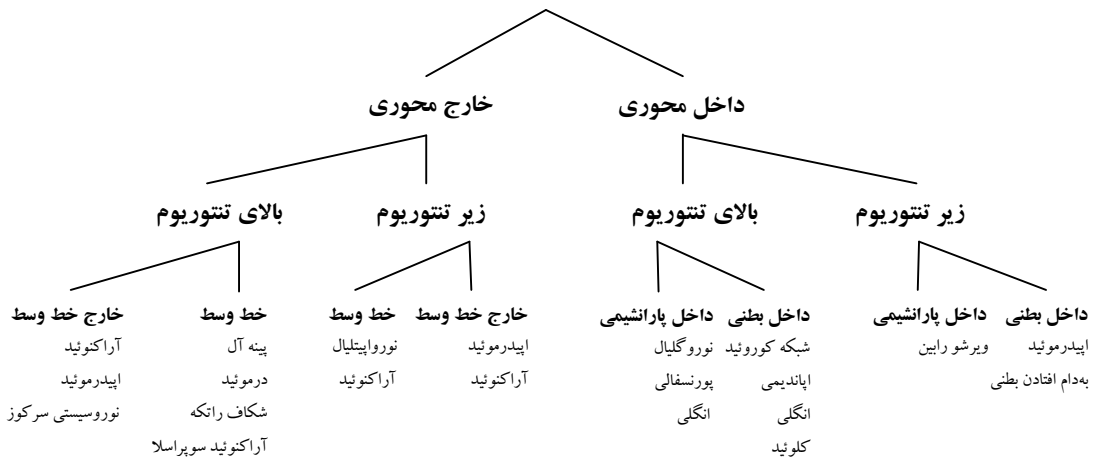 داخل محوری خارج محوری
زیر تنتوریوم بالای تنتوریوم زیر تنتوریوم بالای تنتوریوم
داخل بطنی داخل پارانشیمی داخل بطنی داخل پارانشیمی خارج خط وسط خط وسط خط وسط خارج خط وسط
اپیدرموئید ویرشو رابین شبکه کوروئید نوروگلیال اپیدرموئید نورواپیتلیال پینه آل آراکنوئید
به‌دام افتادن بطنی اپاندیمی پورنسفالی آراکنوئید آراکنوئید درموئید اپیدرموئید
انگلی انگلی شکاف راتکه نوروسیستی سرکوز
کلوئید آراکنوئید سوپراسلا